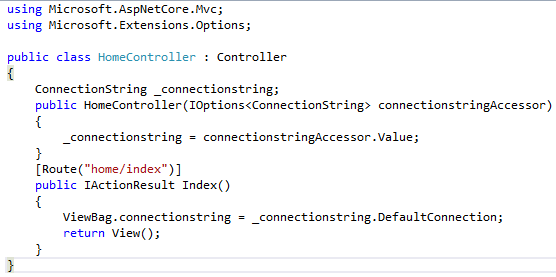 using Microsoft.AspNetCore.Mvc;
using Microsoft.Extensions.Options;
public class HomeController : Controller
{
ConnectionString _connectionstring;
public HomeController(IOptions<ConnectionString> connectionstringAccessor)
{
_connectionstring = connectionstringAccessor.Value;
}
[Route("home/index")]
public IActionResult Index()
{
ViewBag.connectionstring = _connectionstring.DefaultConnection;
return View();
}
}